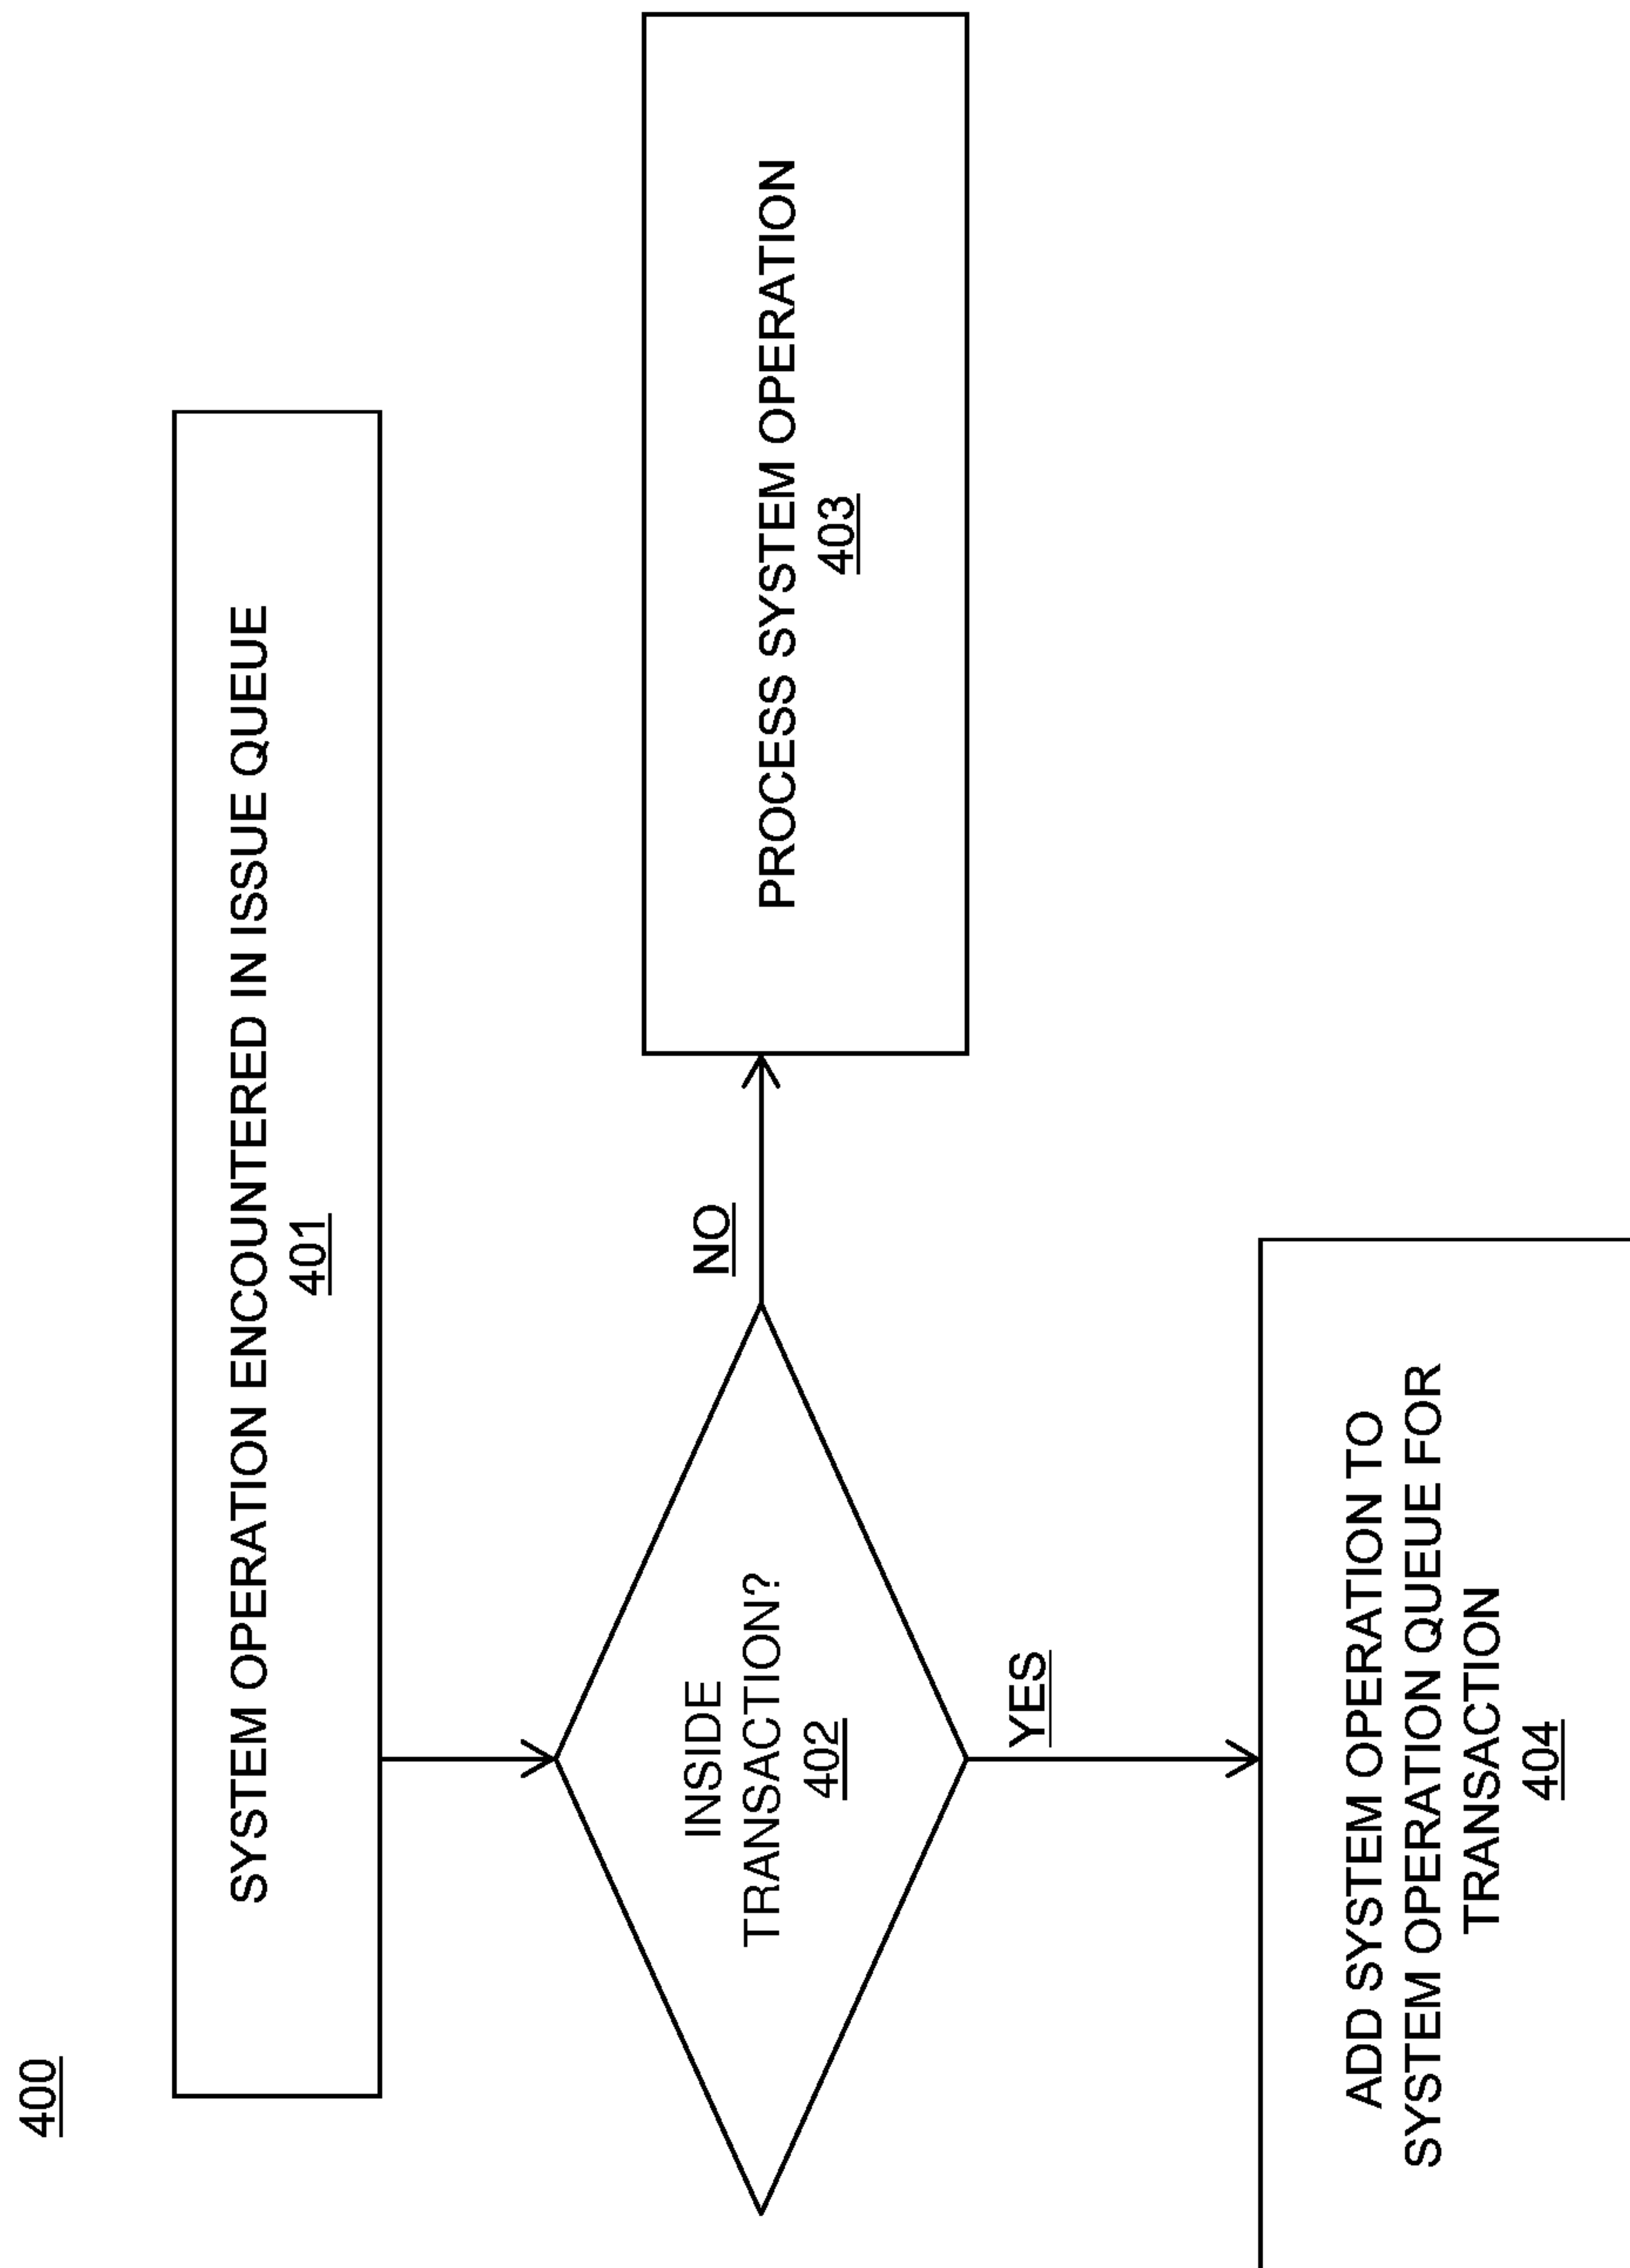 400
SYSTEM OPERATION ENCOUNTERED IN ISSUE QUEUE
401
INSIDE
TRANSACTION?
402
NO
PROCESS SYSTEM OPERATION
403
YES
ADD SYSTEM OPERATION TO
SYSTEM OPERATION QUEUE FOR
TRANSACTION
404